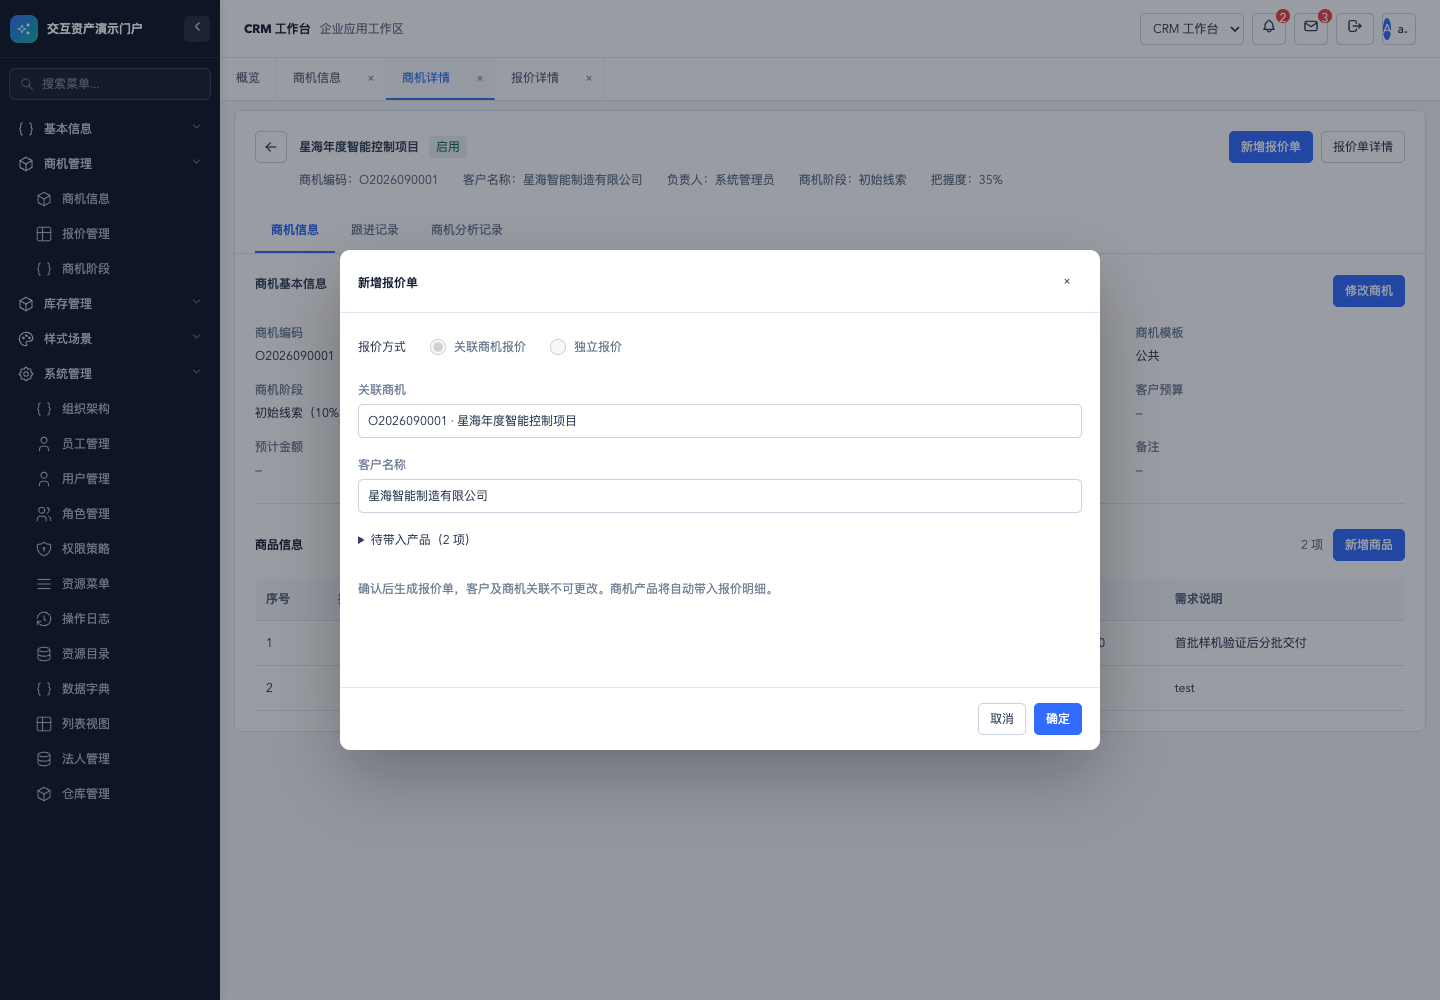 交互资产演示门户
搜索菜单...
基本信息
商机管理
商机信息
报价管理
商机阶段
库存管理
样式场景
系统管理
组织架构
员工管理
用户管理
角色管理
权限策略
资源菜单
操作日志
资源目录
数据字典
列表视图
法人管理
仓库管理
CRM 工作台 企业应用工作区
CRM 工作台
2
3
A a.
概览 商机信息 × 商机详情 × 报价详情 ×
星海年度智能控制项目 启用
新增报价单 报价单详情
商机编码：O2026090001 客户名称：星海智能制造有限公司 负责人：系统管理员 商机阶段：初始线索 把握度：35%
商机信息 跟进记录 商机分析记录
商机基本信息
修改商机
商机编码
O2026090001
商机阶段
初始线索（10%
预计金额
–
商机模板
公共
客户预算
–
备注
–
商品信息
2 项 新增商品
序号 需求说明
1 0 首批样机验证后分批交付
2 test
新增报价单 ×
报价方式 关联商机报价 独立报价
关联商机
O2026090001 · 星海年度智能控制项目
客户名称
星海智能制造有限公司
▶ 待带入产品（2 项）
确认后生成报价单，客户及商机关联不可更改。商机产品将自动带入报价明细。
取消 确定